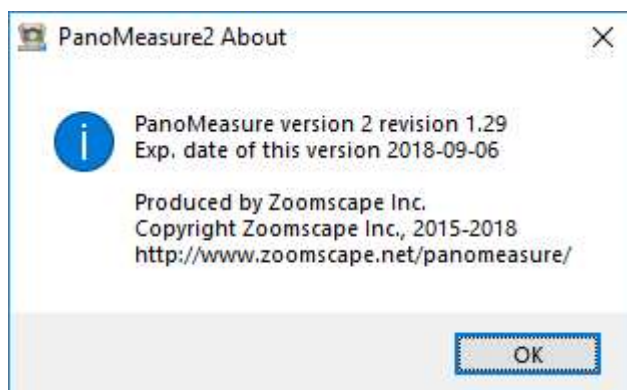 PanoMeasure2 About
PanoMeasure version 2 revision 1.29
Exp. date of this version 2018-09-06
Produced by Zoomscape Inc.
Copyright Zoomscape Inc., 2015-2018
http://www.zoomscape.net/panomeasure/
OK